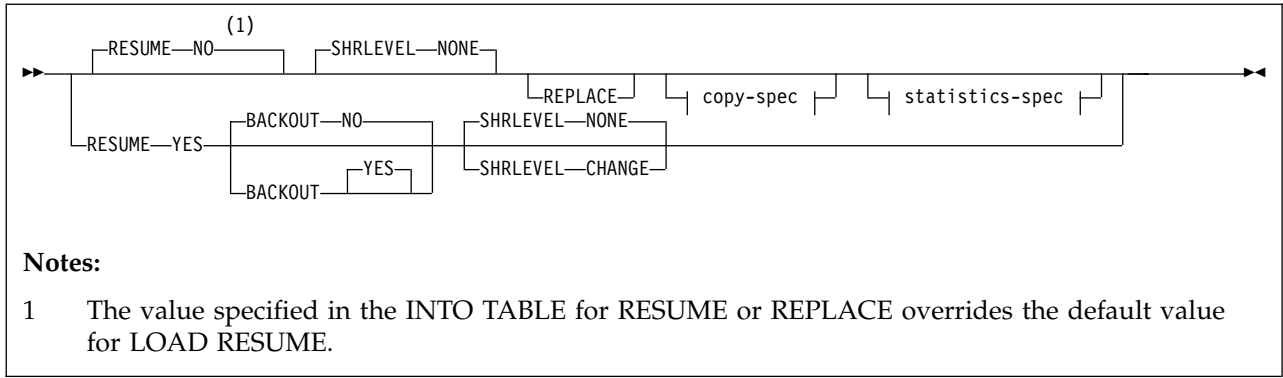 (1)
RESUME NO SHRLEVEL NONE
REPLACE copy-spec statistics-spec
BACKOUT NO SHRLEVEL NONE
RESUME YES
YES SHRLEVEL CHANGE
BACKOUT
Notes:
1 The value specified in the INTO TABLE for RESUME or REPLACE overrides the default value
for LOAD RESUME.